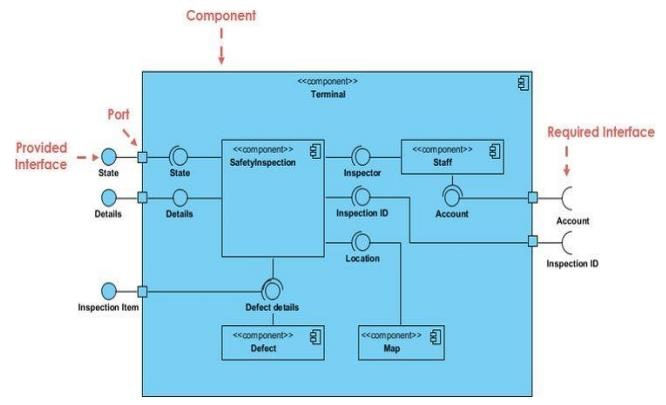 Component
<<component>>
Terminal
Port
Provided
Interface
Required Interface
<<component>>
SafetyInspection
<<component>>
Staff
State
State
Inspector
Details
Details
Inspection ID
Account
Account
Location
Inspection ID
Inspection Item
Defect details
<<component>>
Defect
<<component>>
Map